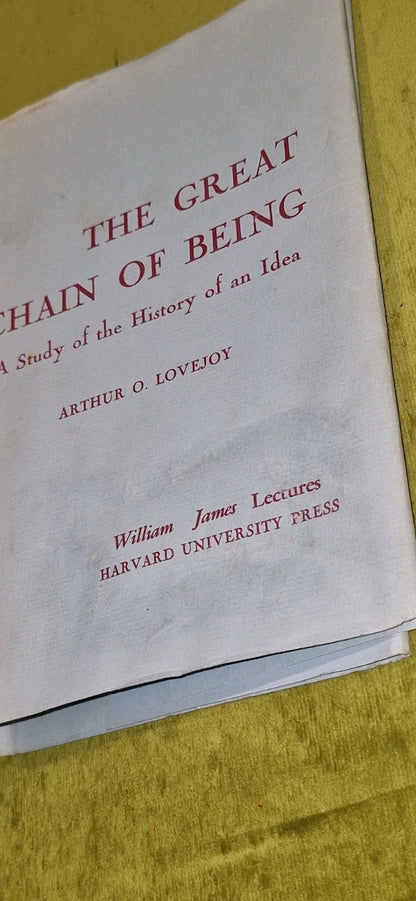 THE GREAT
CHAIN OF BEING
A Study of the History of an Idea
ARTHUR O. LOVEJOY
William James Lectures
HARVARD UNIVERSITY PRESS